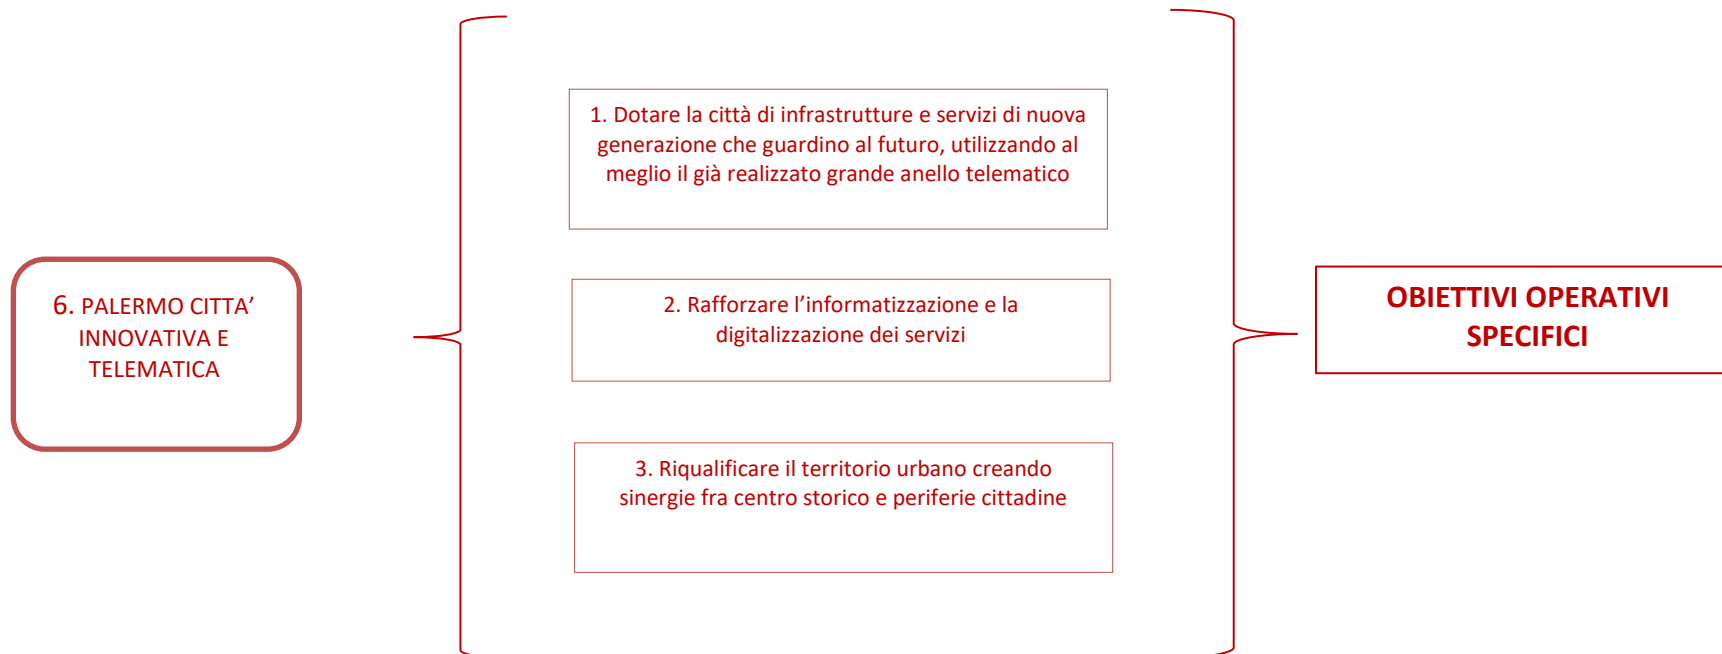 1. Dotare la città di infrastrutture e servizi di nuova
generazione che guardino al futuro, utilizzando al
meglio il già realizzato grande anello telematico
6. PALERMO CITTA’
INNOVATIVA E
TELEMATICA
2. Rafforzare l’informatizzazione e la
digitalizzazione dei servizi
OBIETTIVI OPERATIVI
SPECIFICI
3. Riqualificare il territorio urbano creando
sinergie fra centro storico e periferie cittadine